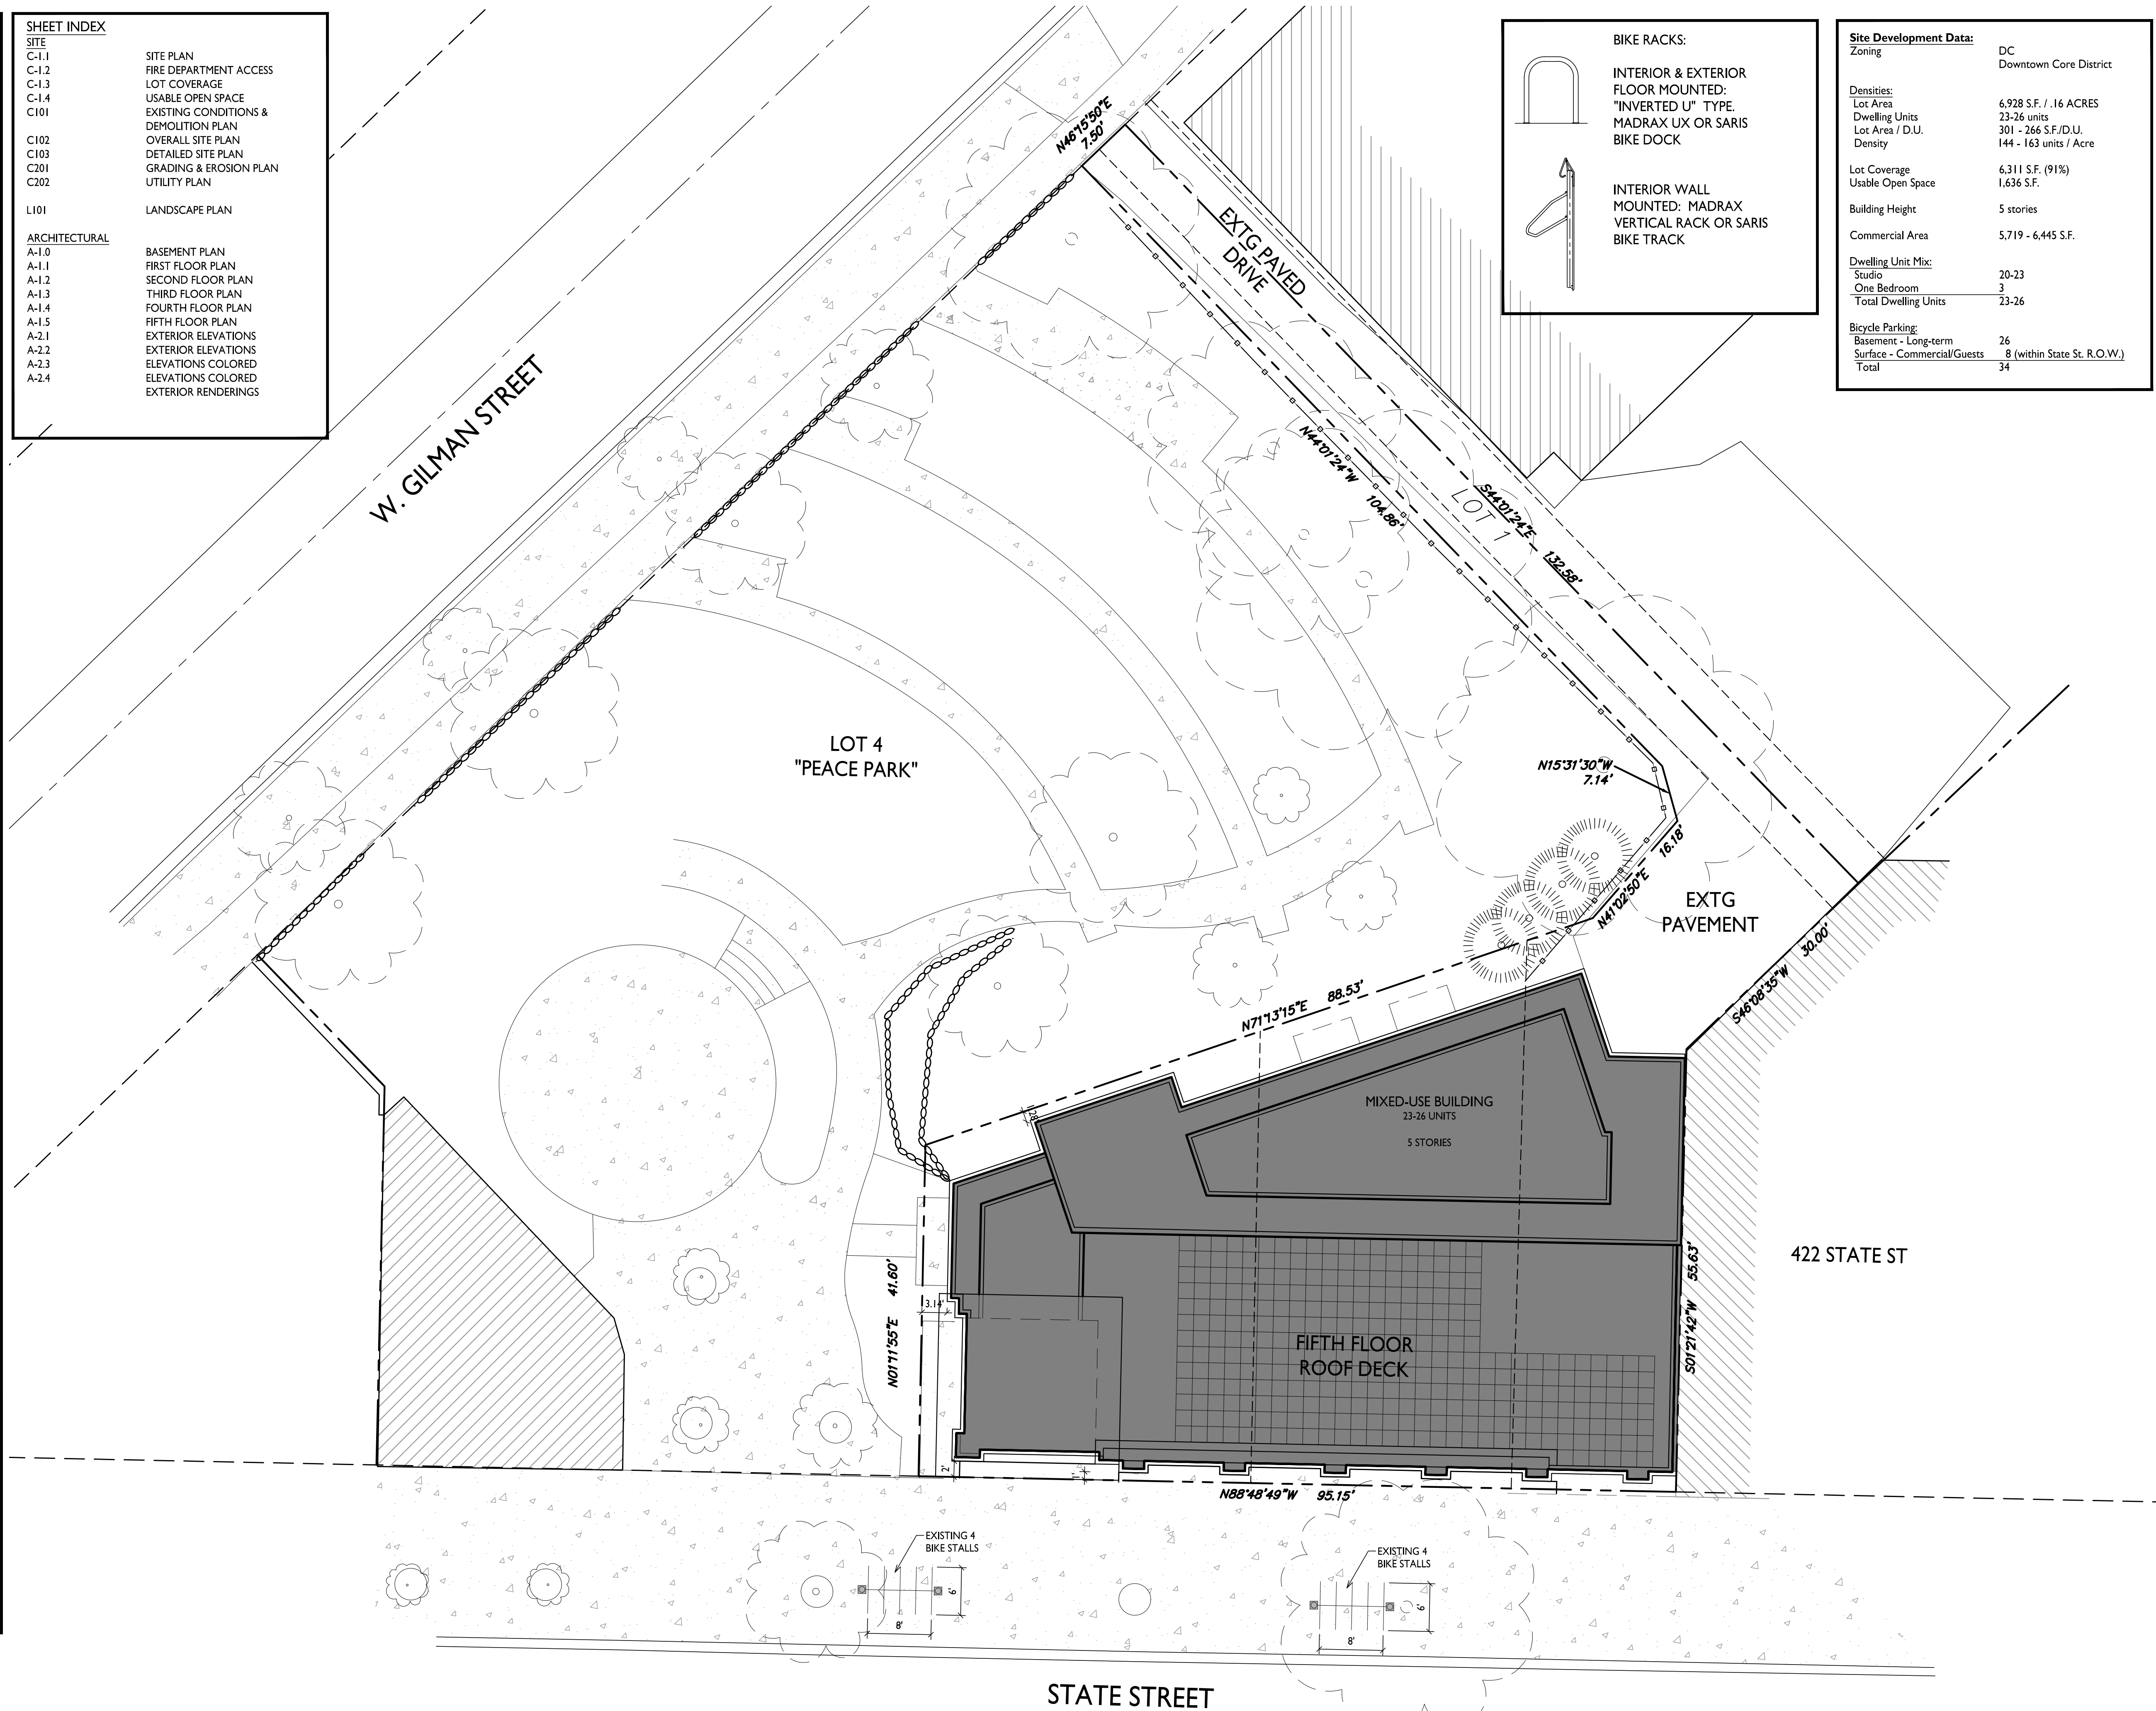 SHEET INDEX
SITE
C-1.1 SITE PLAN
C-1.2 FIRE DEPARTMENT ACCESS
C-1.3 LOT COVERAGE
C-1.4 USABLE OPEN SPACE
C101 EXISTING CONDITIONS &
DEMOLITION PLAN
C102 OVERALL SITE PLAN
C103 DETAILED SITE PLAN
C201 GRADING & EROSION PLAN
C202 UTILITY PLAN
L101 LANDSCAPE PLAN
ARCHITECTURAL
A-1.0 BASEMENT PLAN
A-1.1 FIRST FLOOR PLAN
A-1.2 SECOND FLOOR PLAN
A-1.3 THIRD FLOOR PLAN
A-1.4 FOURTH FLOOR PLAN
A-1.5 FIFTH FLOOR PLAN
A-2.1 EXTERIOR ELEVATIONS
A-2.2 EXTERIOR ELEVATIONS
A-2.3 ELEVATIONS COLORED
A-2.4 ELEVATIONS COLORED
EXTERIOR RENDERINGS
BIKE RACKS:
INTERIOR & EXTERIOR
FLOOR MOUNTED:
"INVERTED U" TYPE.
MADRAX UX OR SARIS
BIKE DOCK
INTERIOR WALL
MOUNTED: MADRAX
VERTICAL RACK OR SARIS
BIKE TRACK
Site Development Data:
Zoning DC
Downtown Core District
Densities:
Lot Area 6,928 S.F. / .16 ACRES
Dwelling Units 23-26 units
Lot Area / D.U. 301 - 266 S.F./D.U.
Density 144 - 163 units / Acre
Lot Coverage 6,311 S.F. (91%)
Usable Open Space 1,636 S.F.
Building Height 5 stories
Commercial Area 5,719 - 6,445 S.F.
Dwelling Unit Mix:
Studio 20-23
One Bedroom 3
Total Dwelling Units 23-26
Bicycle Parking:
Basement - Long-term 26
Surface - Commercial/Guests 8 (within State St. R.O.W.)
Total 34
W. GILMAN STREET
N46°15'50"E
7.50'
EXTG PAVED
DRIVE
N44°01'24"W 104.86'
LOT 1
S44°01'24"E 132.58'
LOT 4
"PEACE PARK"
N15°31'30"W
7.14'
N41°02'50"E 16.18'
EXTG
PAVEMENT
S46°08'35"W 30.00'
N71°13'15"E 88.53'
1.28'
MIXED-USE BUILDING
23-26 UNITS
5 STORIES
N01°11'55"E 41.60'
3.14'
FIFTH FLOOR
ROOF DECK
S01°21'42"W 55.63'
422 STATE ST
2'
1'
N88°48'49"W 95.15'
EXISTING 4
BIKE STALLS
6'
8'
EXISTING 4
BIKE STALLS
6'
8'
STATE STREET